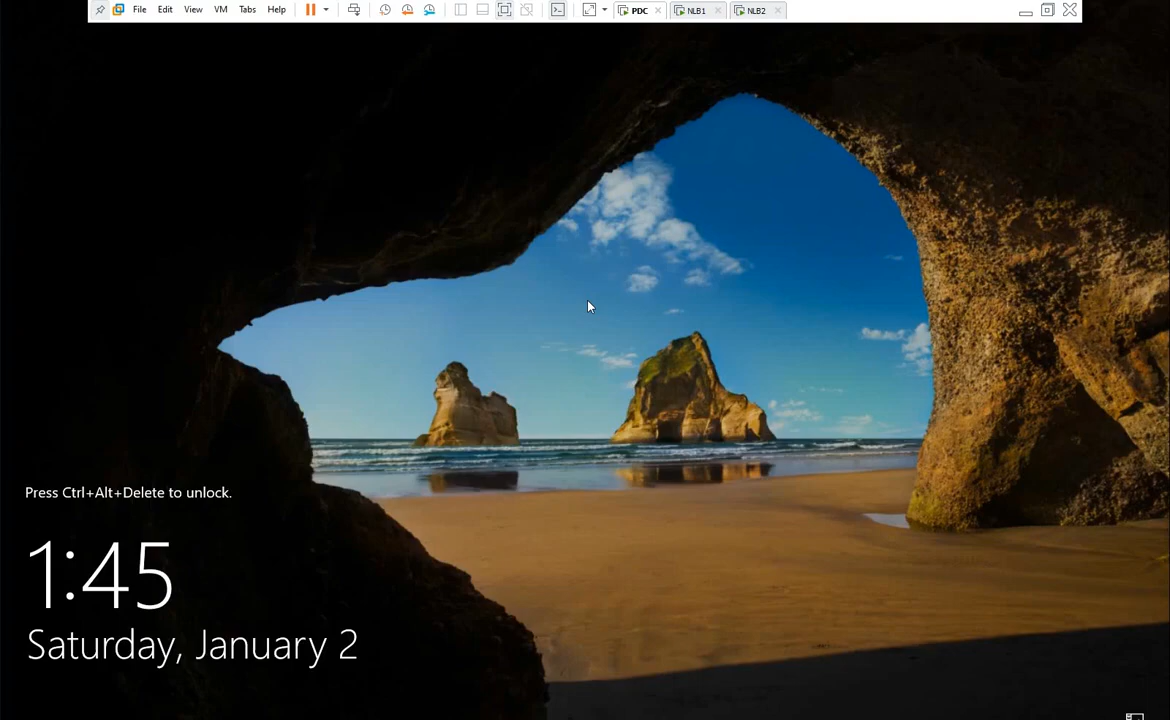 File Edit View VM Tabs Help PDC NLB1 NLB2
Press Ctrl+Alt+Delete to unlock.
1:45
Saturday, January 2